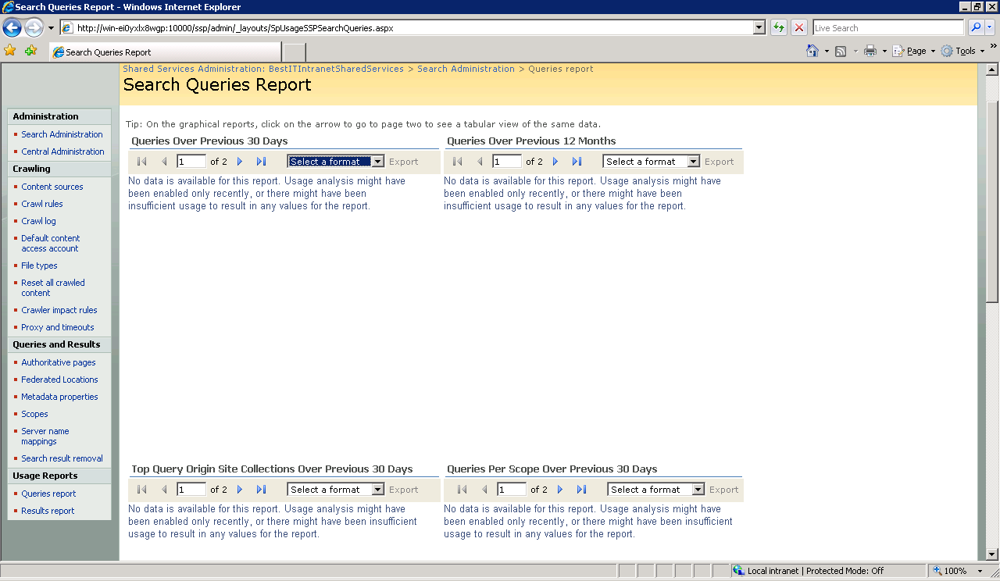 Search Queries Report - Windows Internet Explorer
http://win-ei0yxlx8wgp:10000/ssp/admin/_layouts/SpUsageSSPSearchQueries.aspx
Live Search
Search Queries Report
Page
Tools
»
Shared Services Administration: BestITIntranetSharedServices > Search Administration > Queries report
Search Queries Report
Administration
Search Administration
Central Administration
Crawling
Content sources
Crawl rules
Crawl log
Default content
access account
File types
Reset all crawled
content
Crawler impact rules
Proxy and timeouts
Queries and Results
Authoritative pages
Federated Locations
Metadata properties
Scopes
Server name
mappings
Search result removal
Usage Reports
Queries report
Results report
Tip: On the graphical reports, click on the arrow to go to page two to see a tabular view of the same data.
Queries Over Previous 30 Days
1 of 2 Select a format Export
No data is available for this report. Usage analysis might have
been enabled only recently, or there might have been
insufficient usage to result in any values for the report.
Queries Over Previous 12 Months
1 of 2 Select a format Export
No data is available for this report. Usage analysis might have
been enabled only recently, or there might have been
insufficient usage to result in any values for the report.
Top Query Origin Site Collections Over Previous 30 Days
1 of 2 Select a format Export
No data is available for this report. Usage analysis might have
been enabled only recently, or there might have been insufficient
usage to result in any values for the report.
Queries Per Scope Over Previous 30 Days
1 of 2 Select a format Export
No data is available for this report. Usage analysis might have
been enabled only recently, or there might have been insufficient
usage to result in any values for the report.
Local intranet | Protected Mode: Off
100%